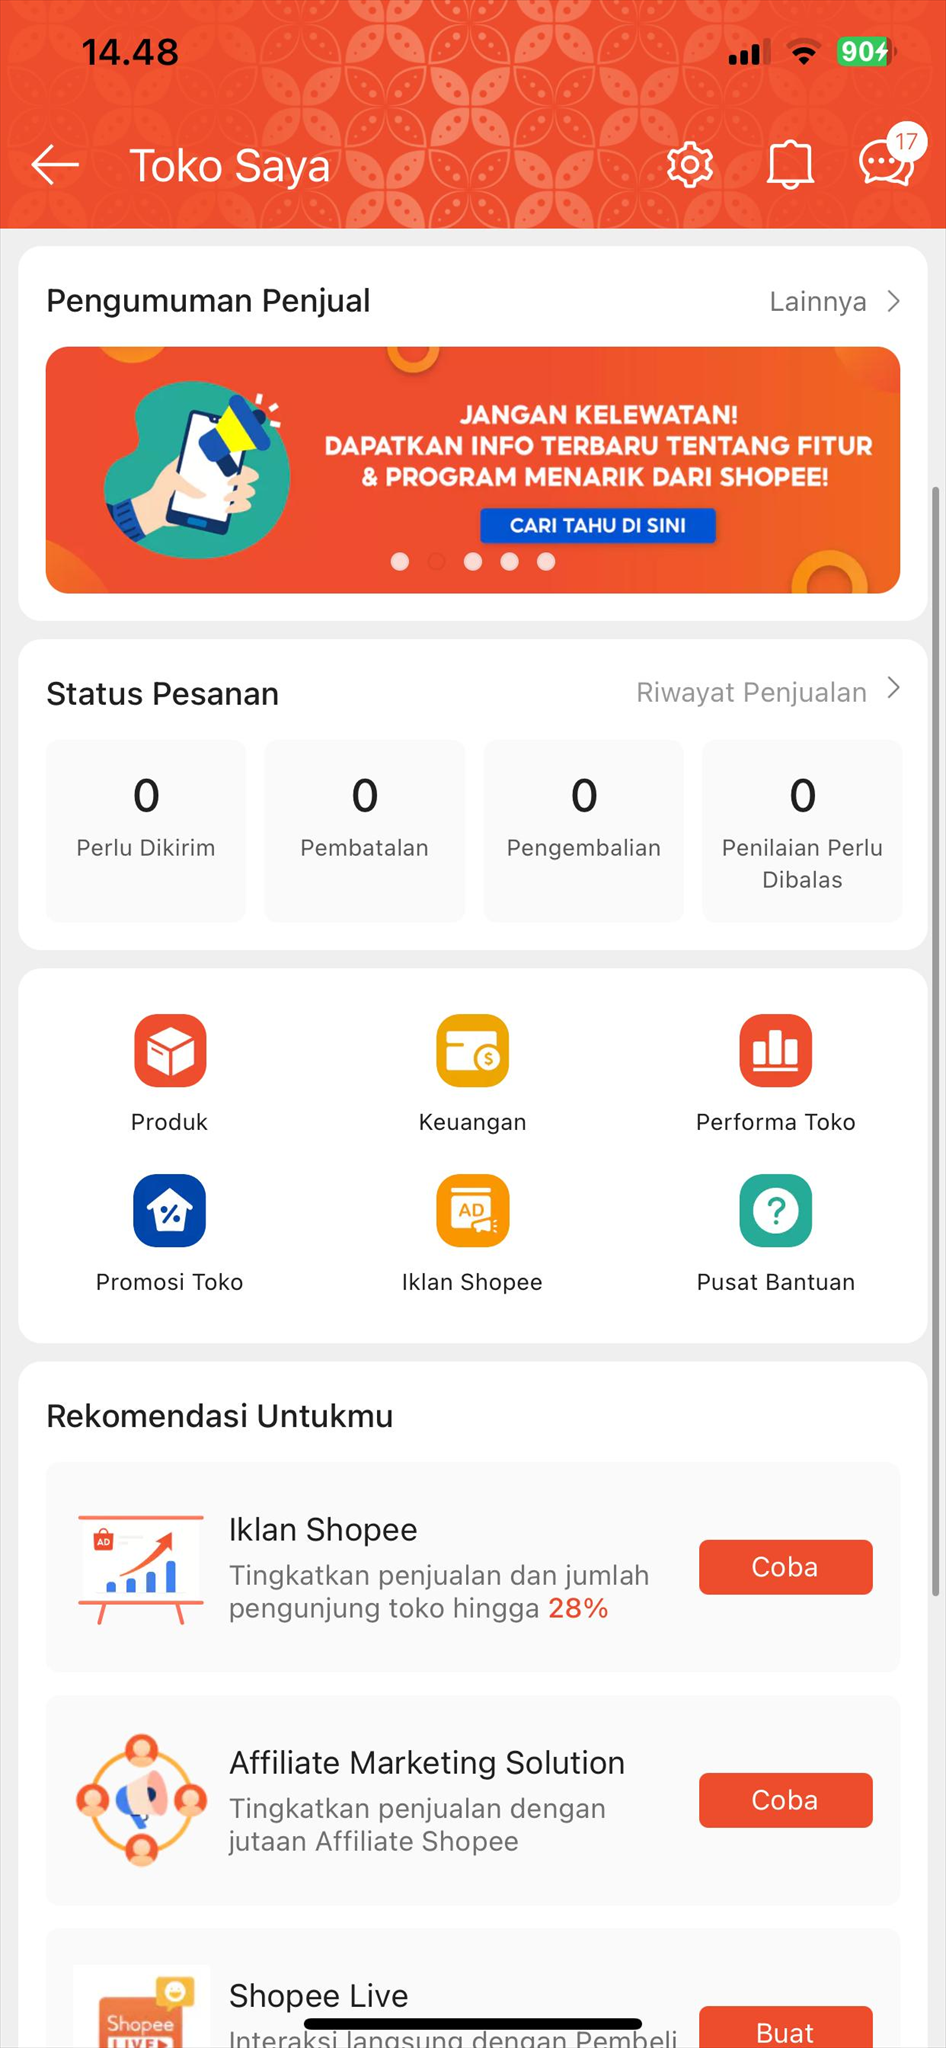 14.48
90
Toko Saya
17
Pengumuman Penjual
Lainnya
JANGAN KELEWATAN!
DAPATKAN INFO TERBARU TENTANG FITUR
& PROGRAM MENARIK DARI SHOPEE!
CARI TAHU DI SINI
Status Pesanan
Riwayat Penjualan
0
0
0
0
Perlu Dikirim
Pembatalan
Pengembalian
Penilaian Perlu
Dibalas
Produk
Keuangan
Performa Toko
AD
Promosi Toko
Iklan Shopee
Pusat Bantuan
Rekomendasi Untukmu
AD
Iklan Shopee
Tingkatkan penjualan dan jumlah
pengunjung toko hingga 28%
Coba
Affiliate Marketing Solution
Tingkatkan penjualan dengan
jutaan Affiliate Shopee
Coba
Shopee
LIVE
Shopee Live
Interaksi langsung dengan Pembeli
Buat